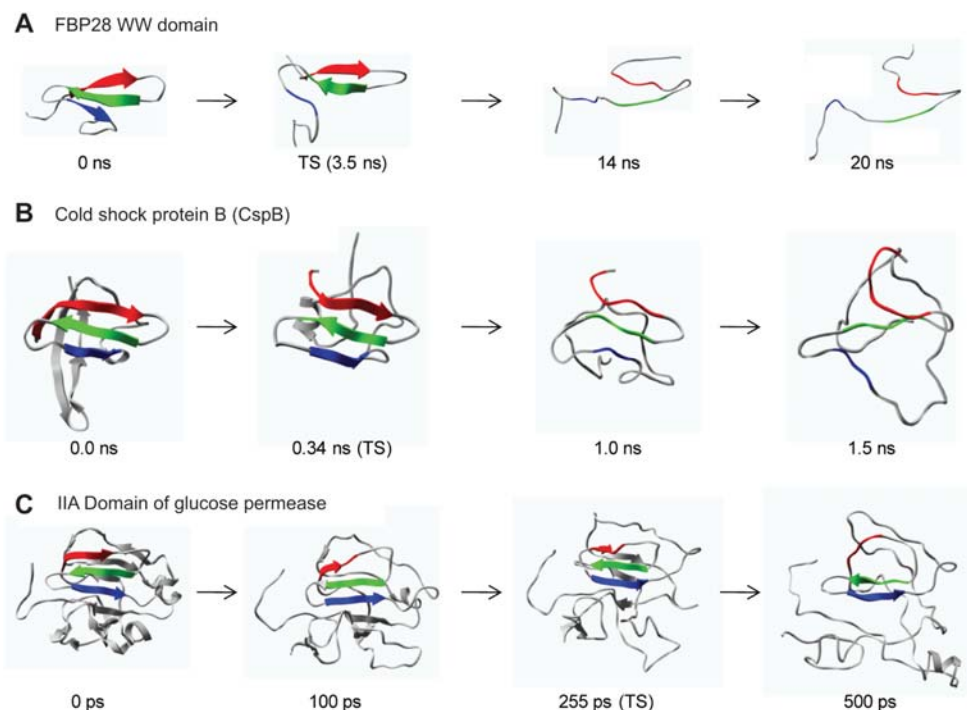 A FBP28 WW domain
0 ns
TS (3.5 ns)
14 ns
20 ns
B Cold shock protein B (CspB)
0.0 ns
0.34 ns (TS)
1.0 ns
1.5 ns
C IIA Domain of glucose permease
0 ps
100 ps
255 ps (TS)
500 ps